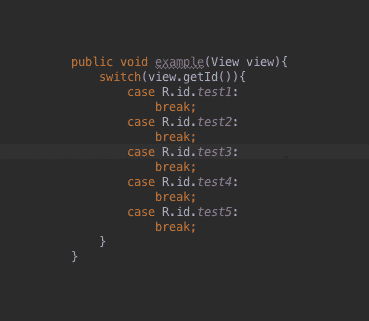 public void example(View view){
    switch(view.getId()){
        case R.id.test1:
            break;
        case R.id.test2:
            break;
        case R.id.test3:
            break;
        case R.id.test4:
            break;
        case R.id.test5:
            break;
    }
}